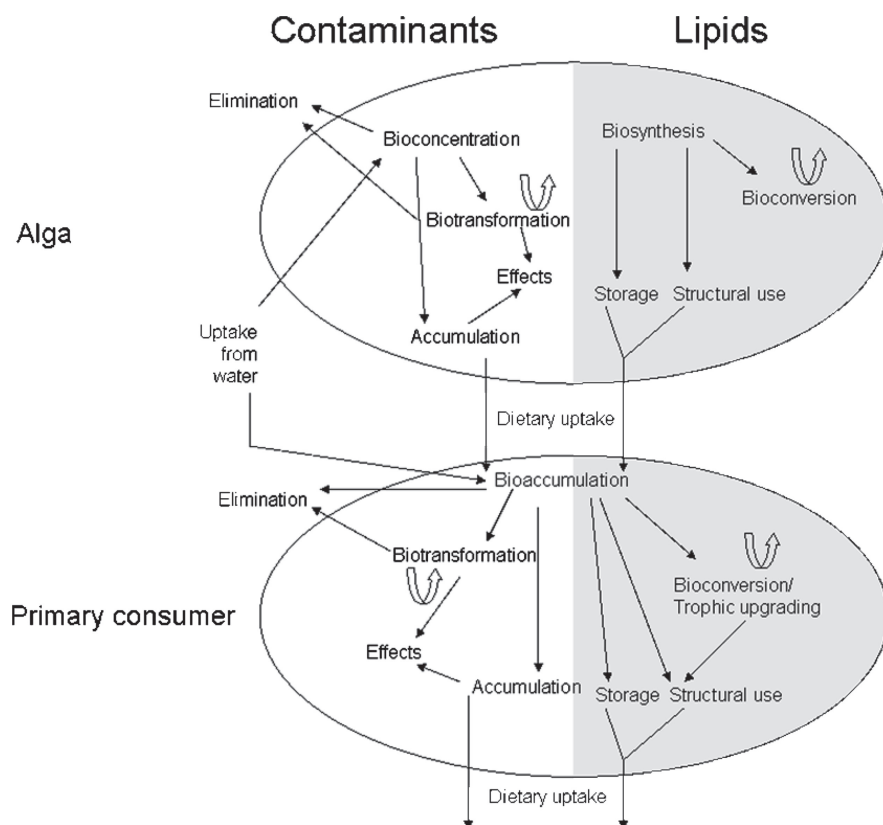 Contaminants
Lipids
Elimination
Bioconcentration
Biosynthesis
Biotransformation
Bioconversion
Alga
Effects
Storage
Structural use
Uptake
from
water
Accumulation
Dietary uptake
Bioaccumulation
Elimination
Biotransformation
Bioconversion/
Trophic upgrading
Primary consumer
Effects
Accumulation
Storage
Structural use
Dietary uptake